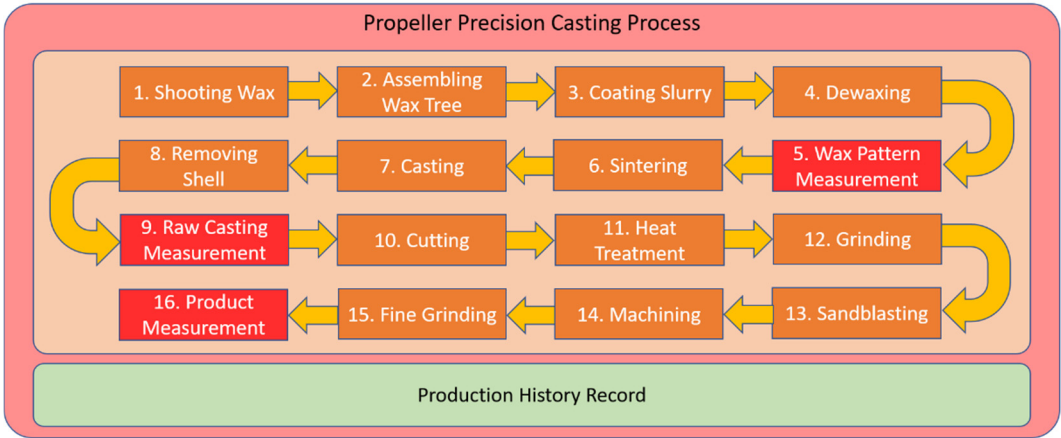 Propeller Precision Casting Process
1. Shooting Wax
2. Assembling
Wax Tree
3. Coating Slurry
4. Dewaxing
5. Wax Pattern
Measurement
6. Sintering
7. Casting
8. Removing
Shell
9. Raw Casting
Measurement
10. Cutting
11. Heat
Treatment
12. Grinding
13. Sandblasting
14. Machining
15. Fine Grinding
16. Product
Measurement
Production History Record